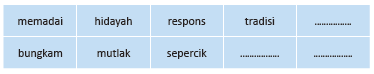 memadai hidayah respons tradisi ................
bungkam mutlak sepercik ................. .................